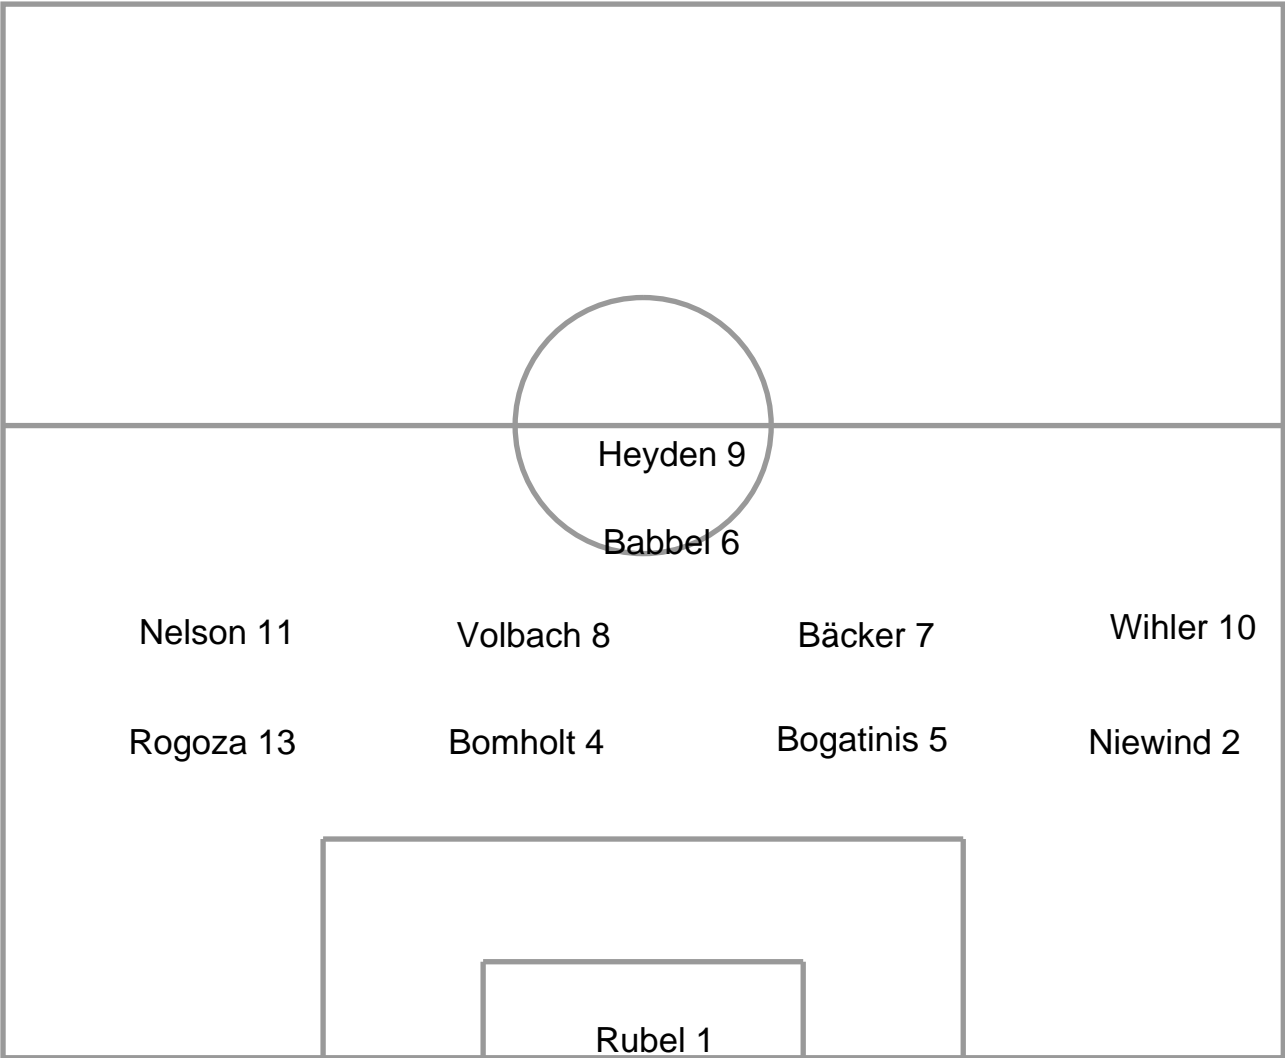 Heyden 9
Babbel 6
Nelson 11 Volbach 8 Bäcker 7 Wihler 10
Rogoza 13 Bomholt 4 Bogatinis 5 Niewind 2
Rubel 1